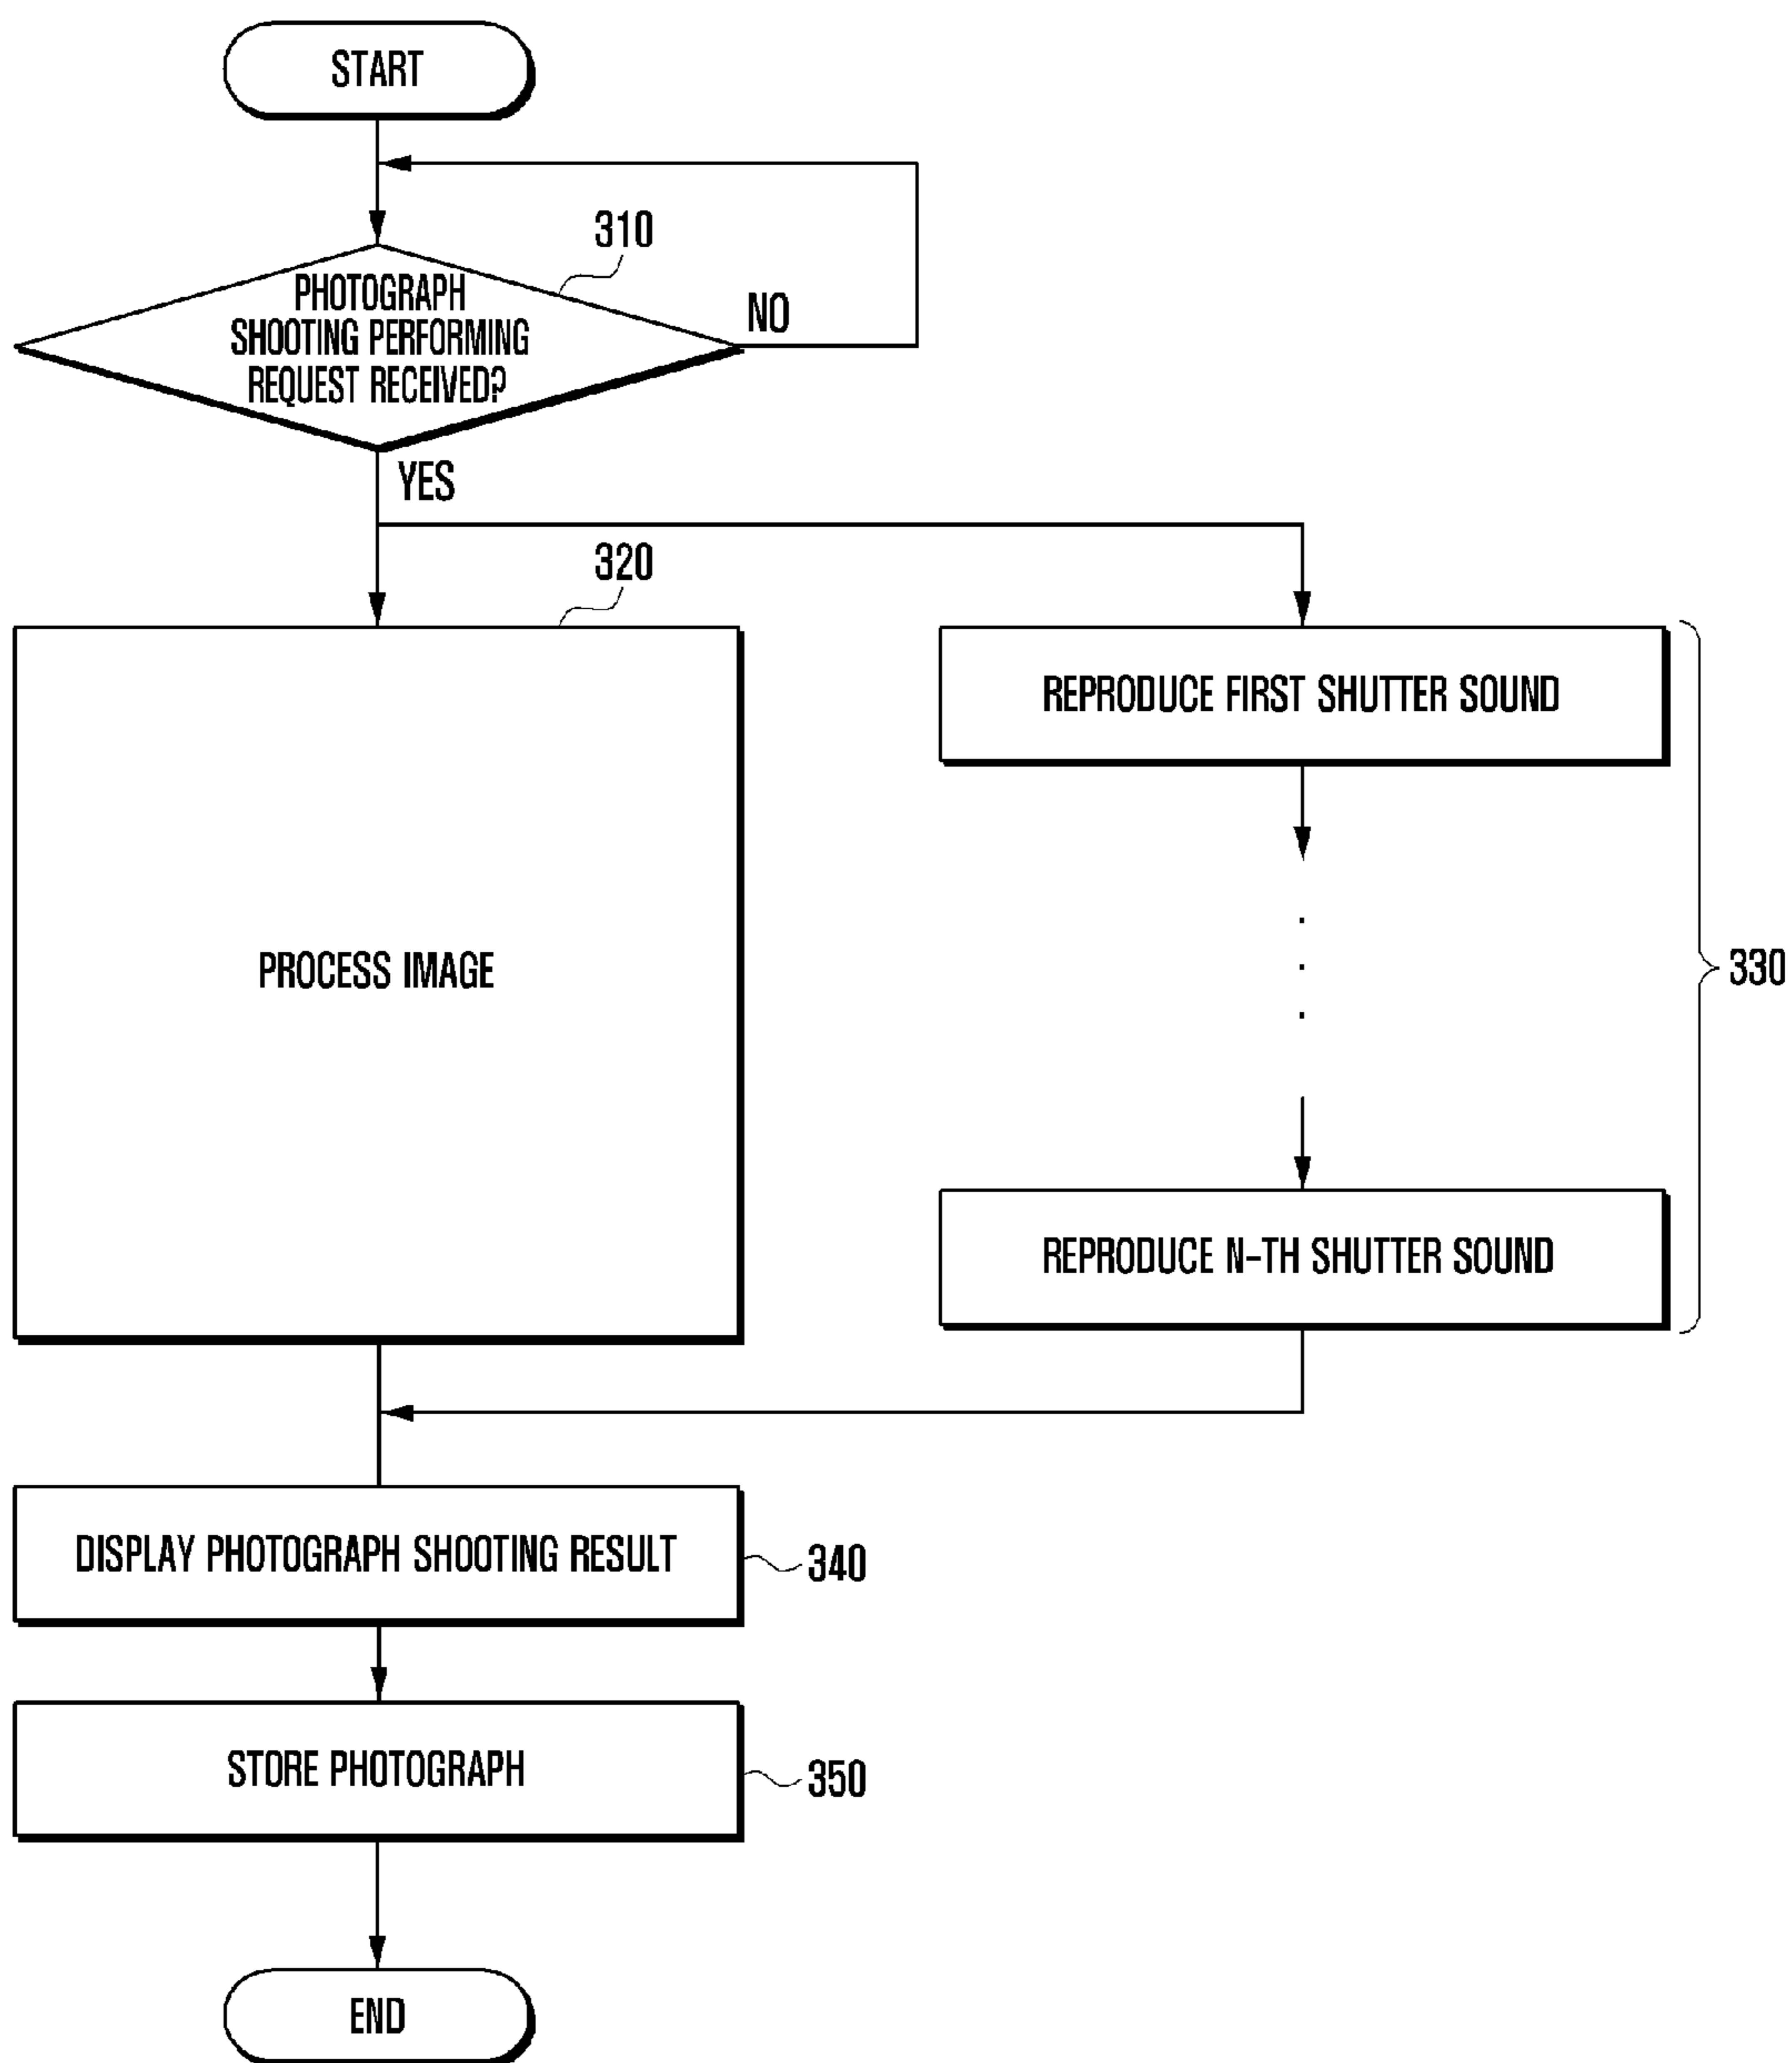 START
310
PHOTOGRAPH
SHOOTING PERFORMING
REQUEST RECEIVED?
NO
YES
320
PROCESS IMAGE
REPRODUCE FIRST SHUTTER SOUND
.
.
.
330
REPRODUCE N-TH SHUTTER SOUND
DISPLAY PHOTOGRAPH SHOOTING RESULT
340
STORE PHOTOGRAPH
350
END